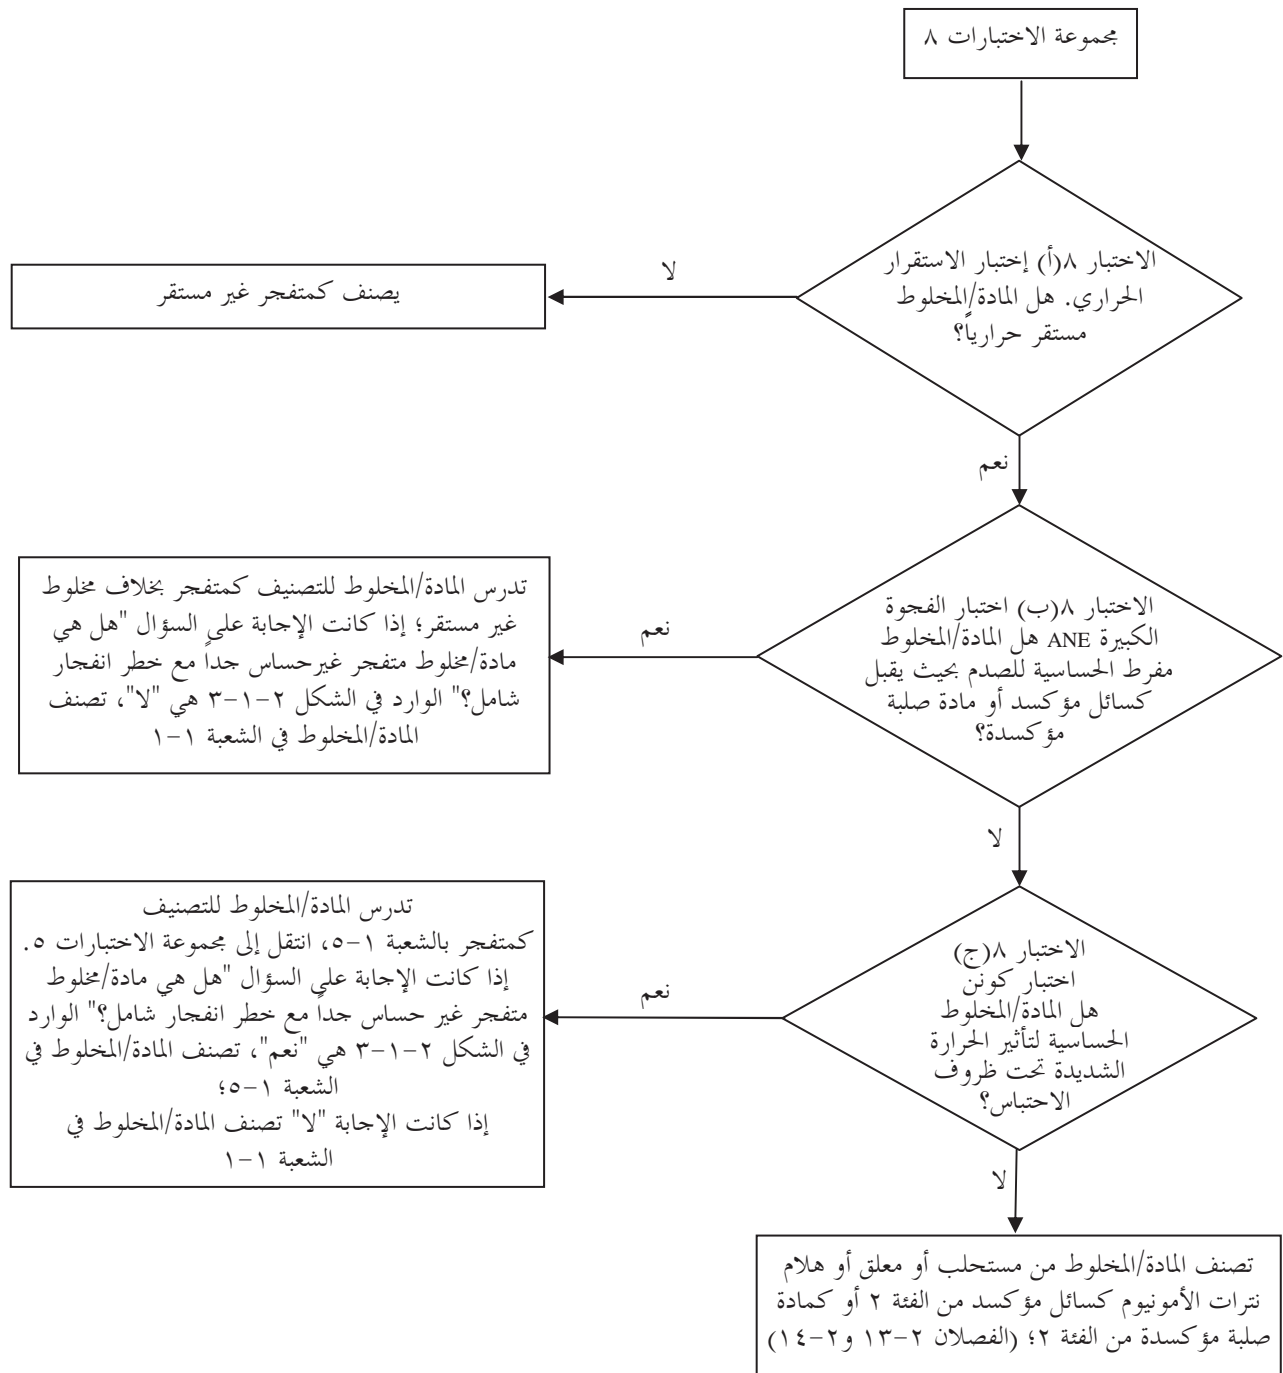 مجموعة الاختبارات ٨
الاختبار ٨(أ) إختبار الاستقرار
الحراري. هل المادة/المخلوط
مستقر حرارياً؟
لا
يصنف كمتفجر غير مستقر
نعم
الاختبار ٨(ب) اختبار الفجوة
الكبيرة ANE هل المادة/المخلوط
مفرط الحساسية للصدم بحيث يقبل
كسائل مؤكسد أو مادة صلبة
مؤكسدة؟
نعم
تدرس المادة/المخلوط للتصنيف كمتفجر بخلاف مخلوط
غير مستقر؛ إذا كانت الإجابة على السؤال "هل هي
مادة/مخلوط متفجر غيرحساس جداً مع خطر انفجار
شامل؟" الوارد في الشكل ٢-١-٣ هي "لا"، تصنف
المادة/المخلوط في الشعبة ١-١
لا
الاختبار ٨(ج)
اختبار كونن
هل المادة/المخلوط
الحساسية لتأثير الحرارة
الشديدة تحت ظروف
الاحتباس؟
نعم
تدرس المادة/المخلوط للتصنيف
كمتفجر بالشعبة ١-٥، انتقل إلى مجموعة الاختبارات ٥.
إذا كانت الإجابة على السؤال "هل هي مادة/مخلوط
متفجر غير حساس جداً مع خطر انفجار شامل؟" الوارد
في الشكل ٢-١-٣ هي "نعم"، تصنف المادة/المخلوط في
الشعبة ١-٥؛
إذا كانت الإجابة "لا" تصنف المادة/المخلوط في
الشعبة ١-١
لا
تصنف المادة/المخلوط من مستحلب أو معلق أو هلام
نترات الأمونيوم كسائل مؤكسد من الفئة ٢ أو كمادة
صلبة مؤكسدة من الفئة ٢؛ (الفصلان ٢-١٣ و٢-١٤)